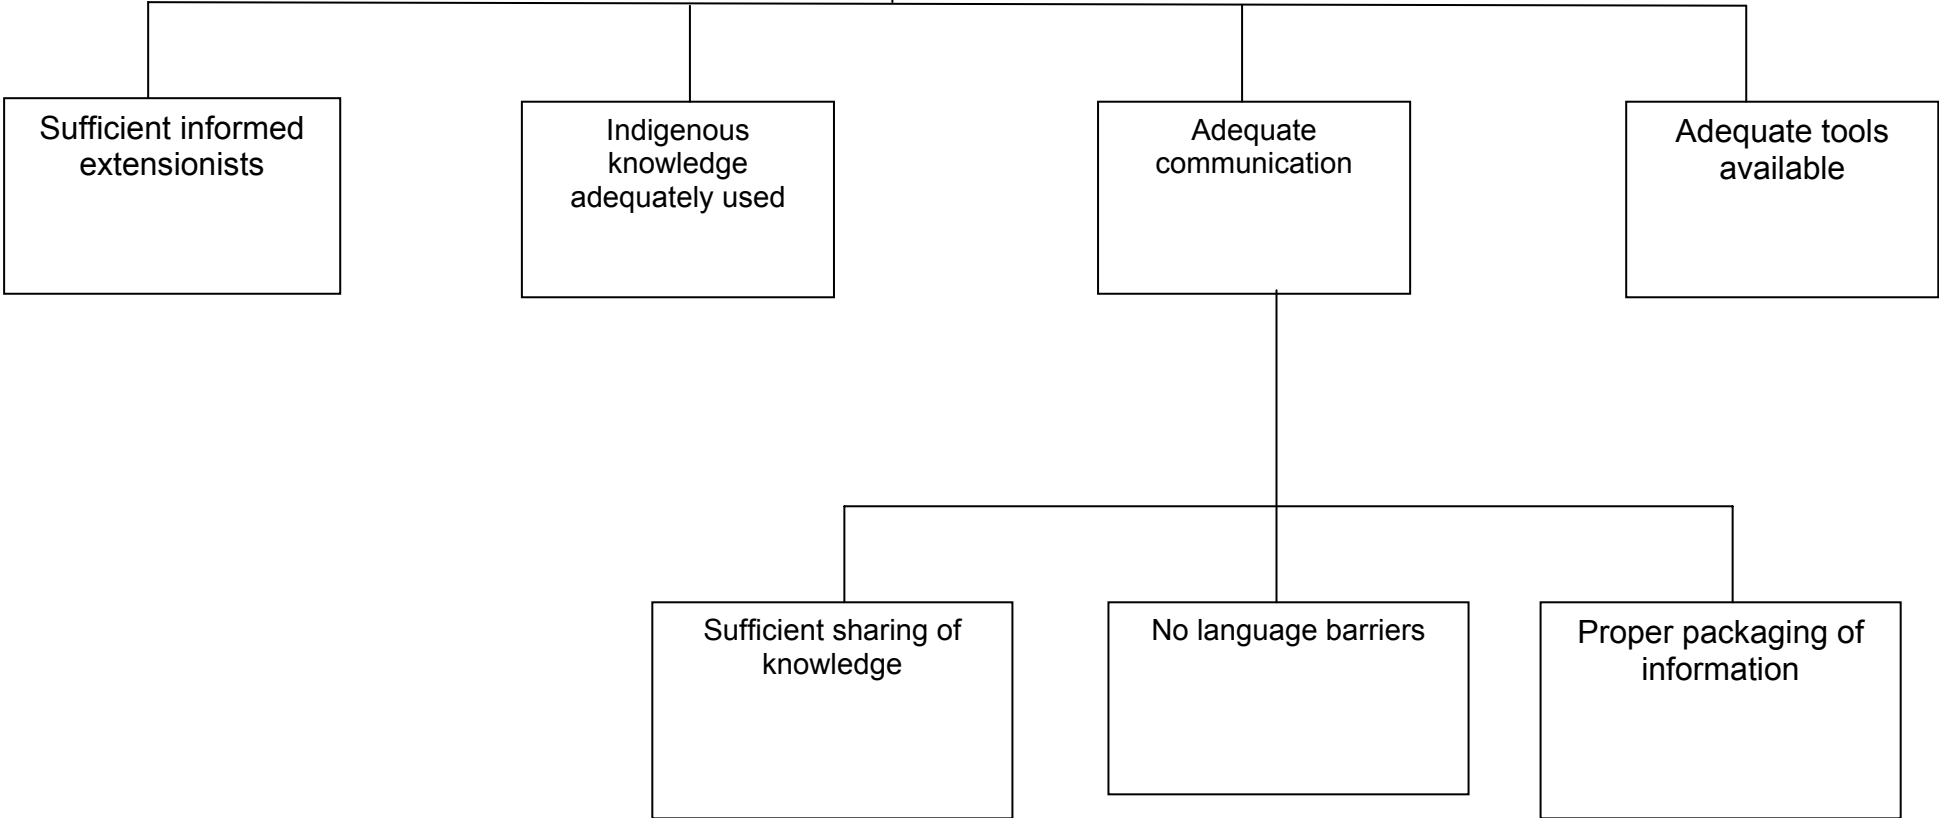 Sufficient informed
extensionists
Indigenous
knowledge
adequately used
Adequate
communication
Adequate tools
available
Sufficient sharing of
knowledge
No language barriers
Proper packaging of
information